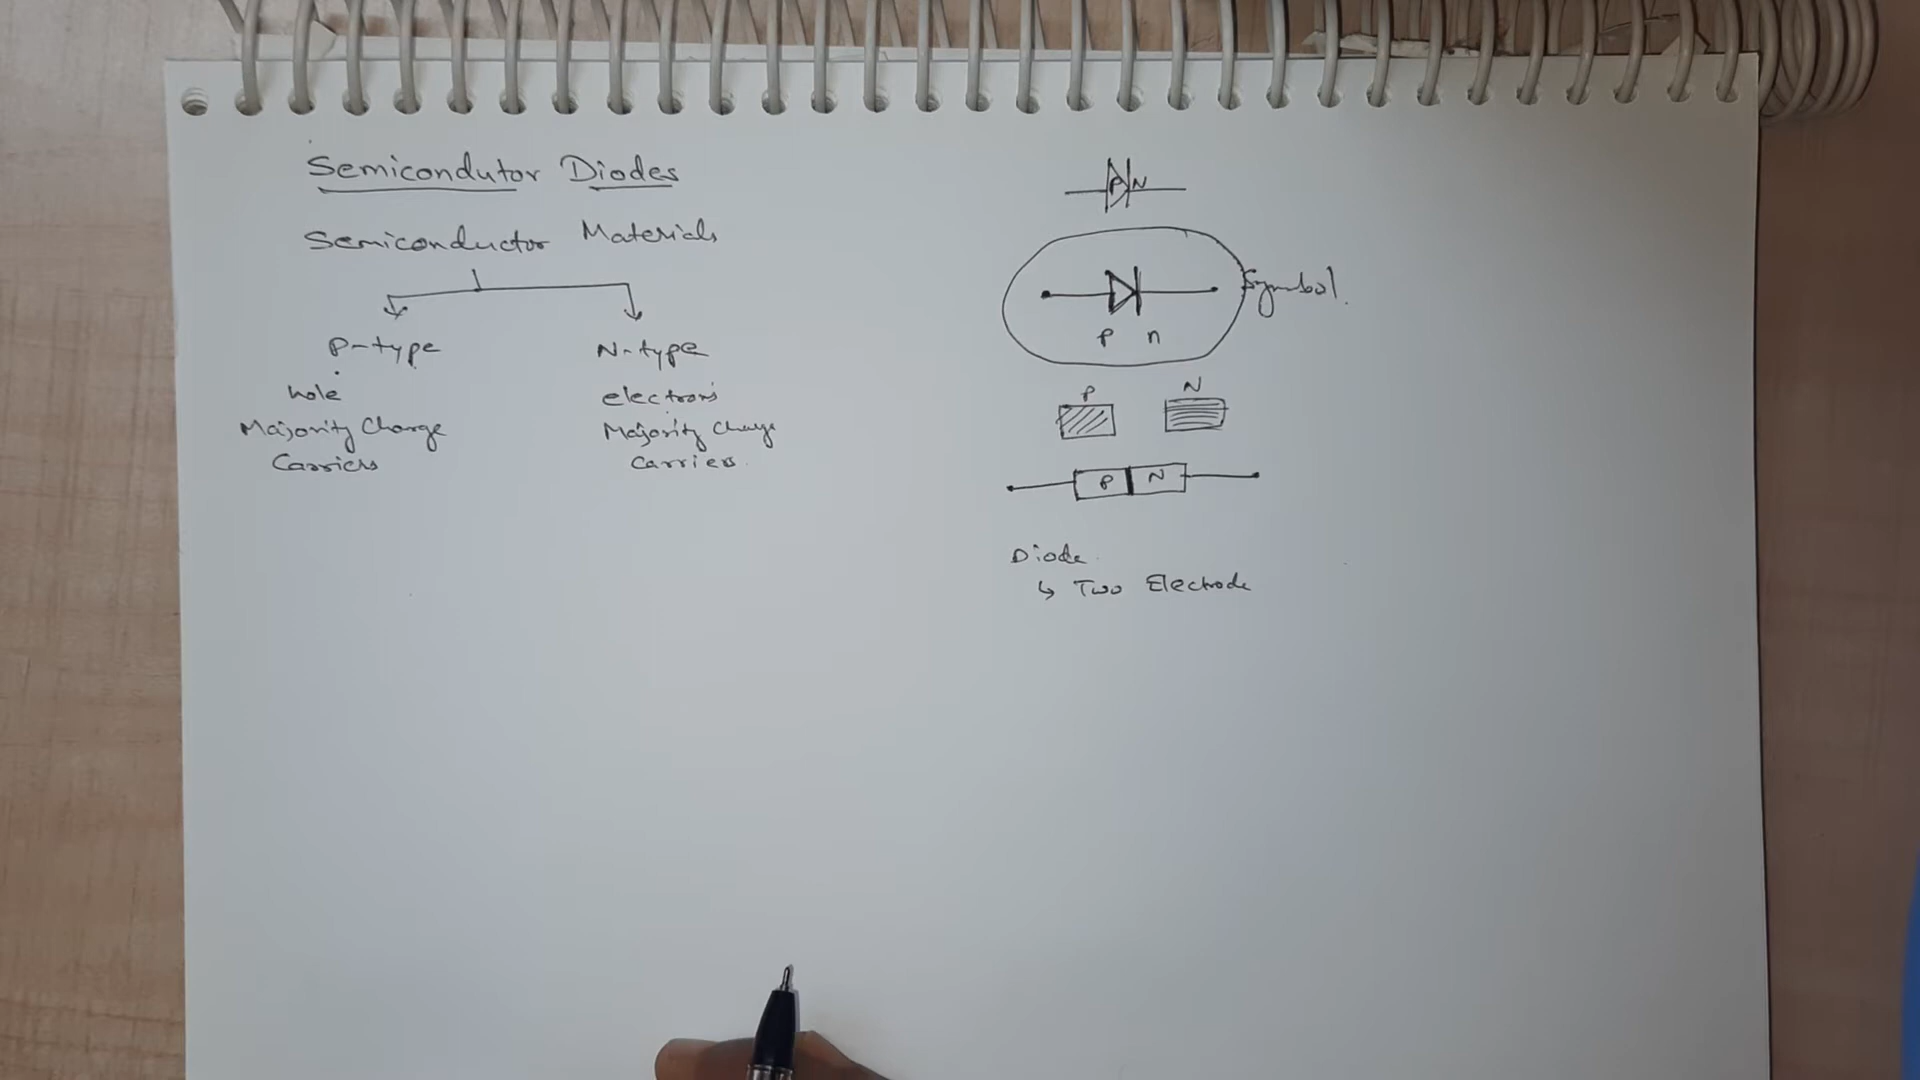 Semicondutor Diodes
Semiconductor Materials
P-type N-type
hole electrons
Majority Charge Majority Charge
Carriers Carriers.
P N
Symbol.
P n
P N
P N
Diode.
↳ Two Electrode